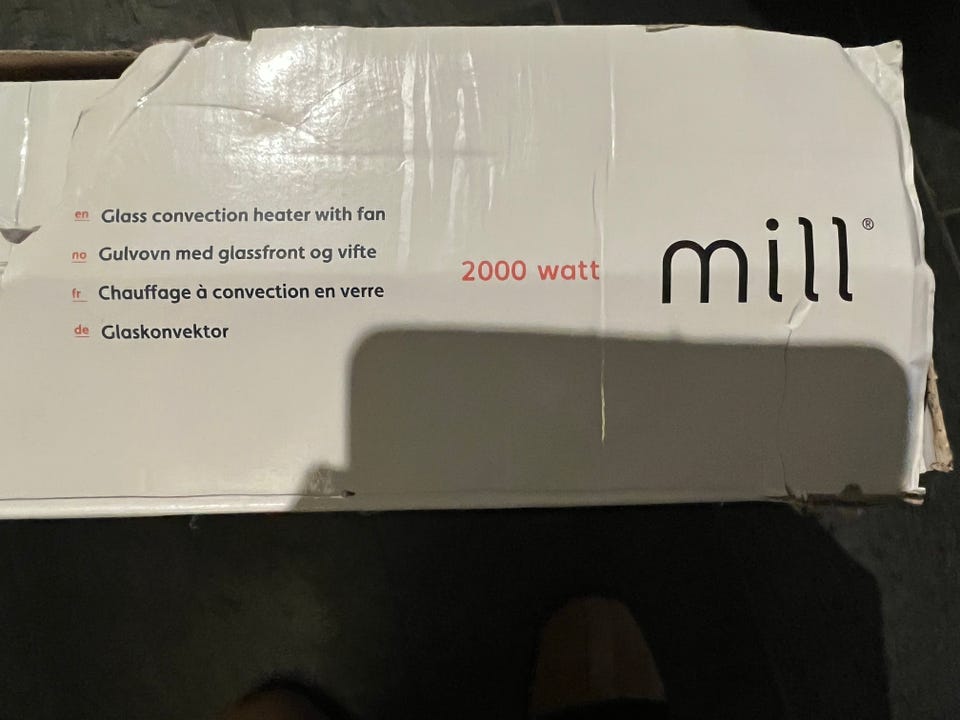 en Glass convection heater with fan
no Gulvovn med glassfront og vifte
fr Chauffage à convection en verre
de Glaskonvektor
2000 watt
mill®